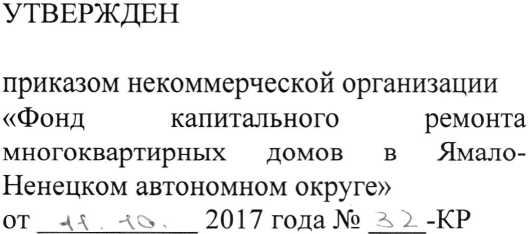 УТВЕРЖДЕН
приказом некоммерческой организации
«Фонд капитального ремонта
многоквартирных домов в Ямало-
Ненецком автономном округе»
от 11.10. 2017 года № 32-КР